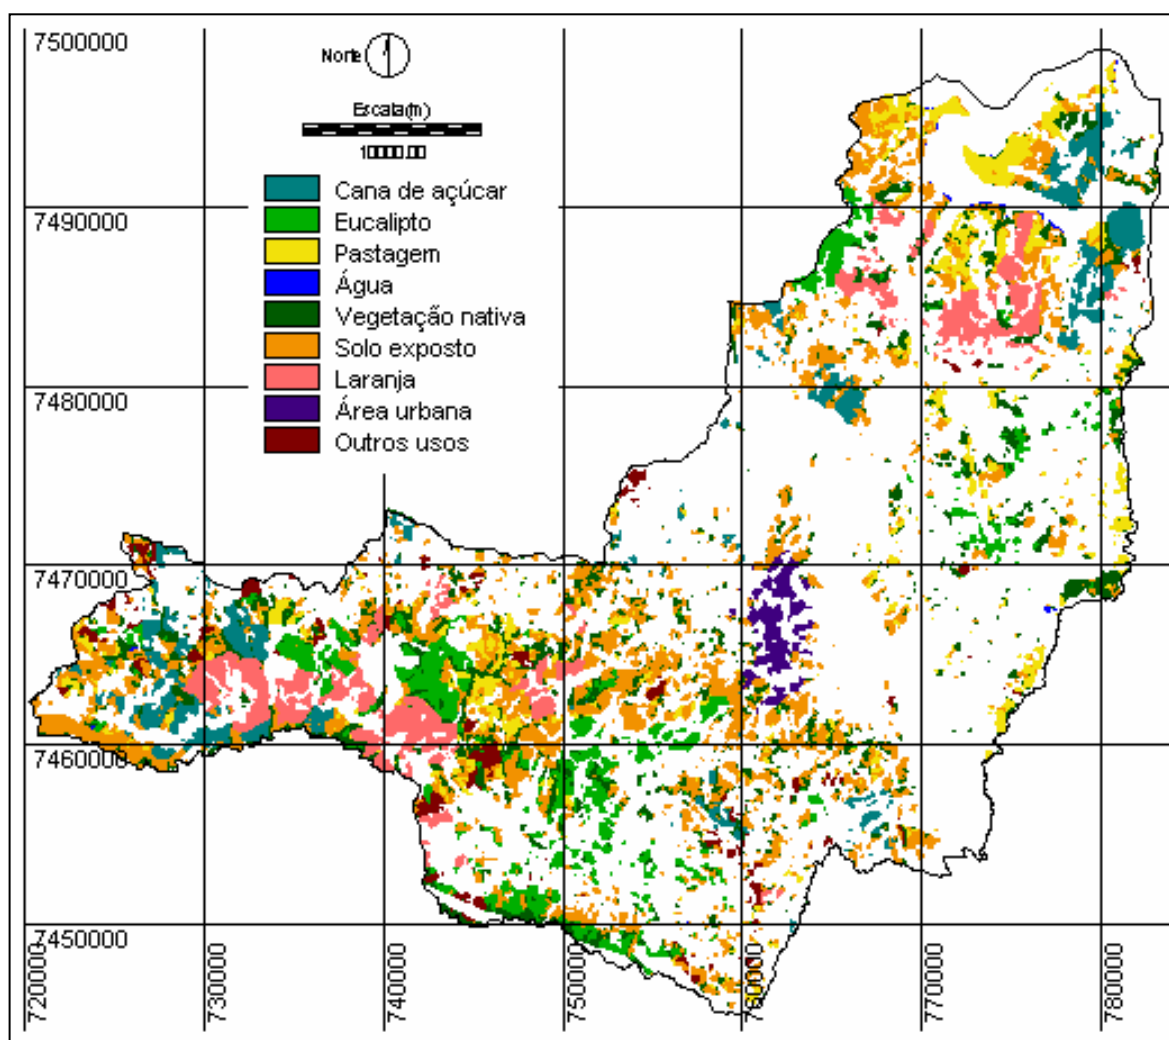 7500000
Norte
Escala(m)
10000.00
Cana de açúcar
7490000
Eucalipto
Pastagem
Água
Vegetação nativa
Solo exposto
Laranja
7480000
Área urbana
Outros usos
7470000
7460000
7450000
720000
730000
740000
750000
760000
770000
780000